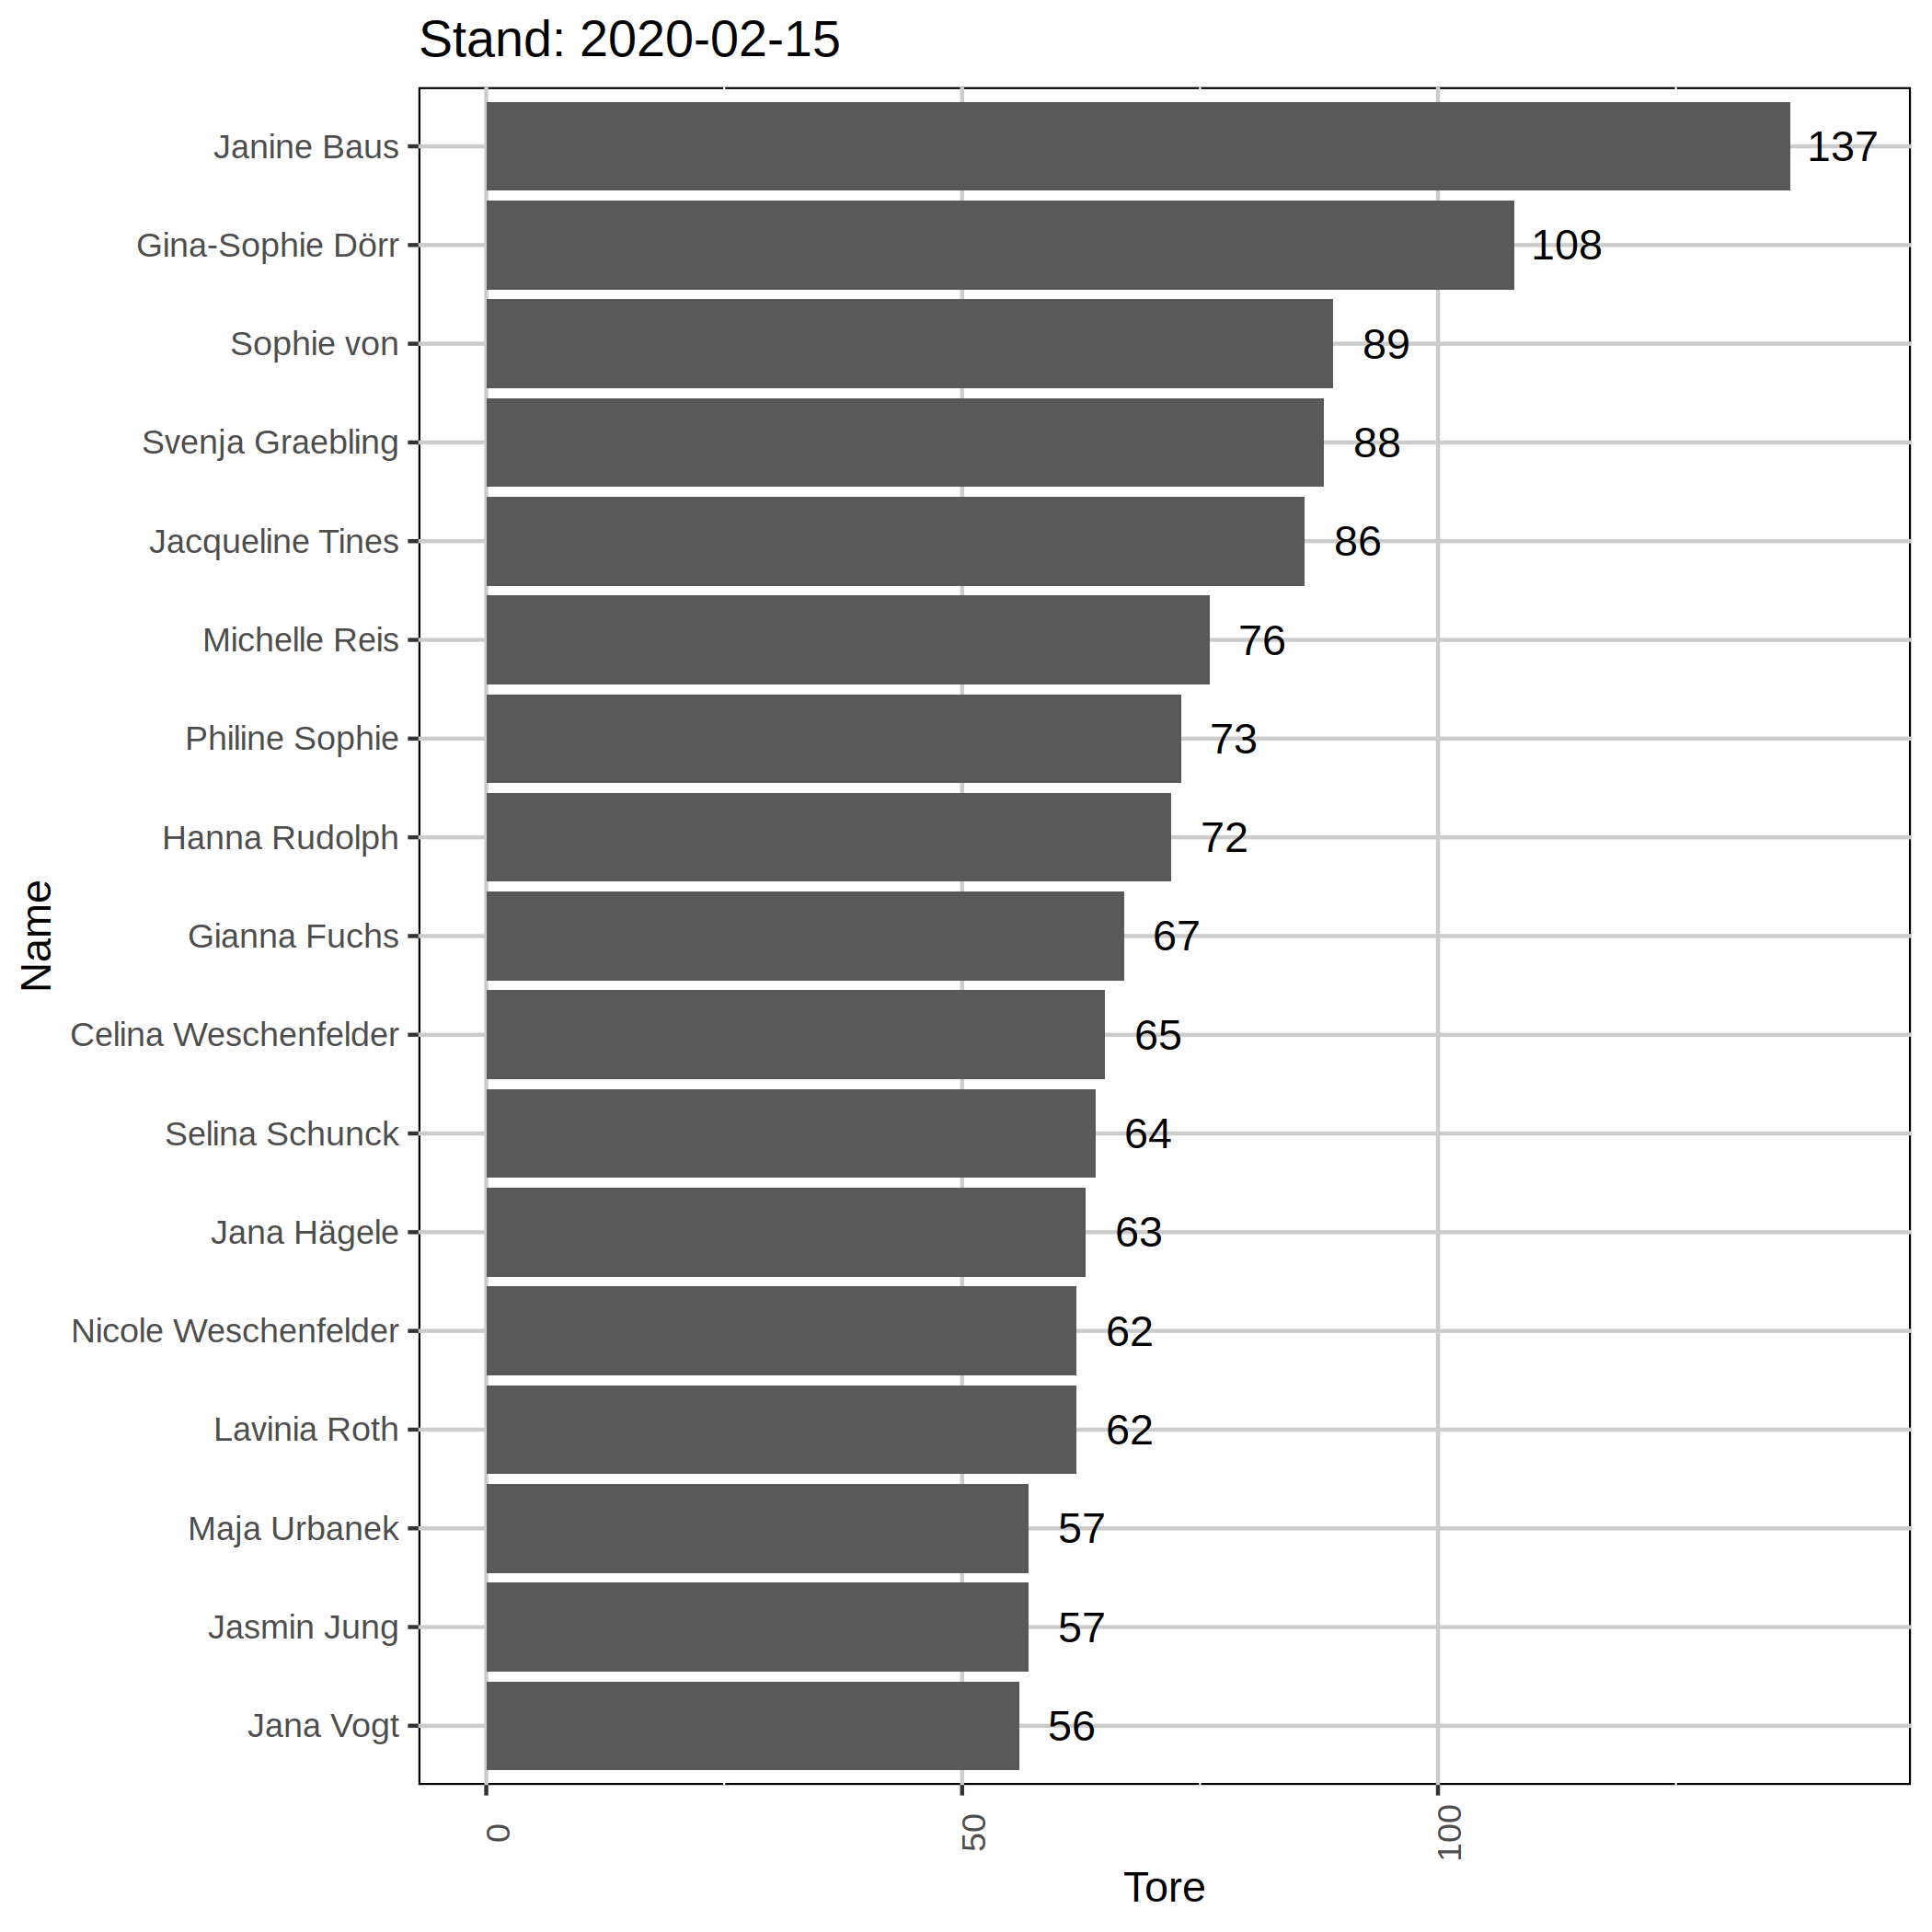 Stand: 2020-02-15
Janine Baus 137
Gina-Sophie Dörr 108
Sophie von 89
Svenja Graebling 88
Jacqueline Tines 86
Michelle Reis 76
Philine Sophie 73
Hanna Rudolph 72
Gianna Fuchs 67
Celina Weschenfelder 65
Selina Schunck 64
Jana Hägele 63
Nicole Weschenfelder 62
Lavinia Roth 62
Maja Urbanek 57
Jasmin Jung 57
Jana Vogt 56
Name
0 50 100
Tore